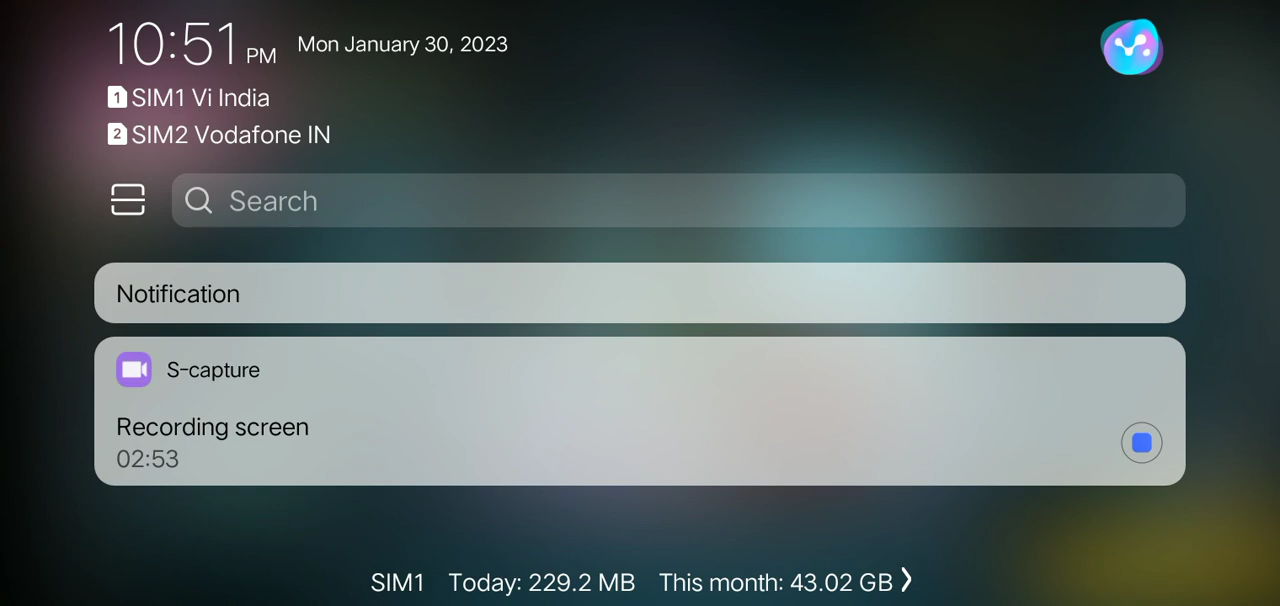 10:51 PM Mon January 30, 2023
1 SIM1 Vi India
2 SIM2 Vodafone IN
Search
Notification
S-capture
Recording screen
02:53
SIM1 Today: 229.2 MB This month: 43.02 GB